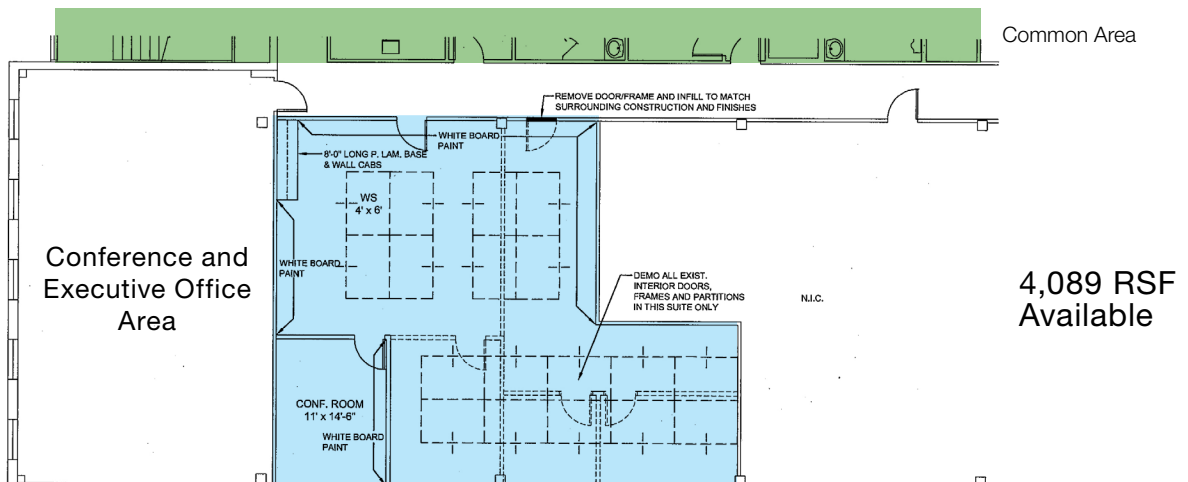 Common Area
REMOVE DOOR/FRAME AND INFILL TO MATCH
SURROUNDING CONSTRUCTION AND FINISHES
WHITE BOARD
PAINT
8'-0" LONG P. LAM. BASE
& WALL CABS
WS
4' x 6'
Conference and
Executive Office
Area
WHITE BOARD
PAINT
DEMO ALL EXIST.
INTERIOR DOORS,
FRAMES AND PARTITIONS
IN THIS SUITE ONLY
N.I.C.
4,089 RSF
Available
CONF. ROOM
11' x 14'-6"
WHITE BOARD
PAINT